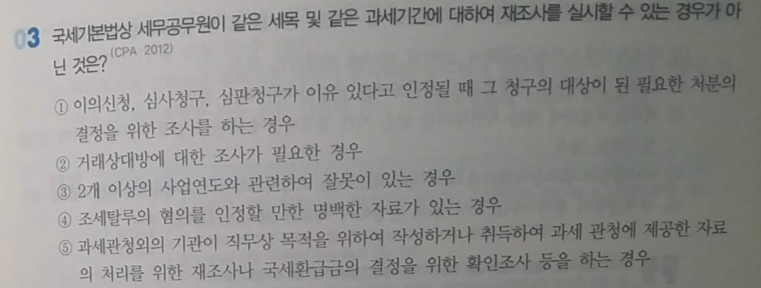 03 국세기본법상 세무공무원이 같은 세목 및 같은 과세기간에 대하여 재조사를 실시할 수 있는 경우가 아
닌 것은?(CPA 2012)
① 이의신청, 심사청구, 심판청구가 이유 있다고 인정될 때 그 청구의 대상이 된 필요한 처분의
결정을 위한 조사를 하는 경우
② 거래상대방에 대한 조사가 필요한 경우
③ 2개 이상의 사업연도와 관련하여 잘못이 있는 경우
④ 조세탈루의 혐의를 인정할 만한 명백한 자료가 있는 경우
⑤ 과세관청외의 기관이 직무상 목적을 위하여 작성하거나 취득하여 과세 관청에 제공한 자료
의 처리를 위한 재조사나 국세환급금의 결정을 위한 확인조사 등을 하는 경우